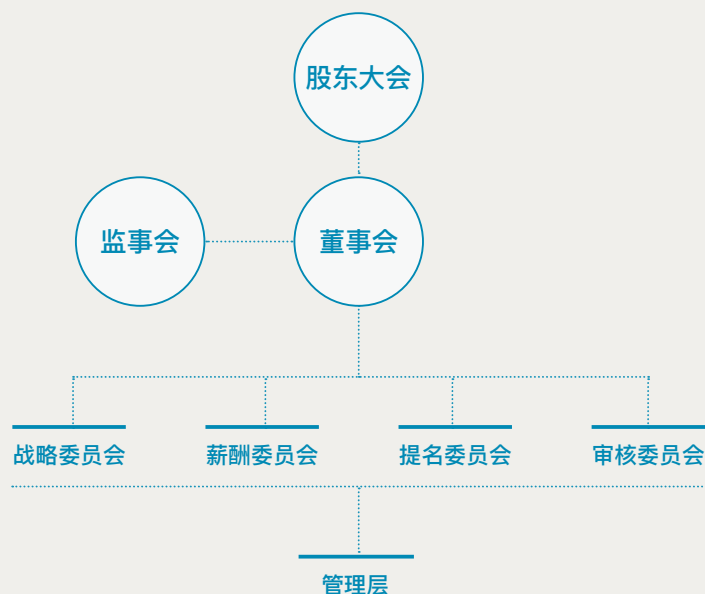 股东大会
监事会
董事会
战略委员会
薪酬委员会
提名委员会
审核委员会
管理层